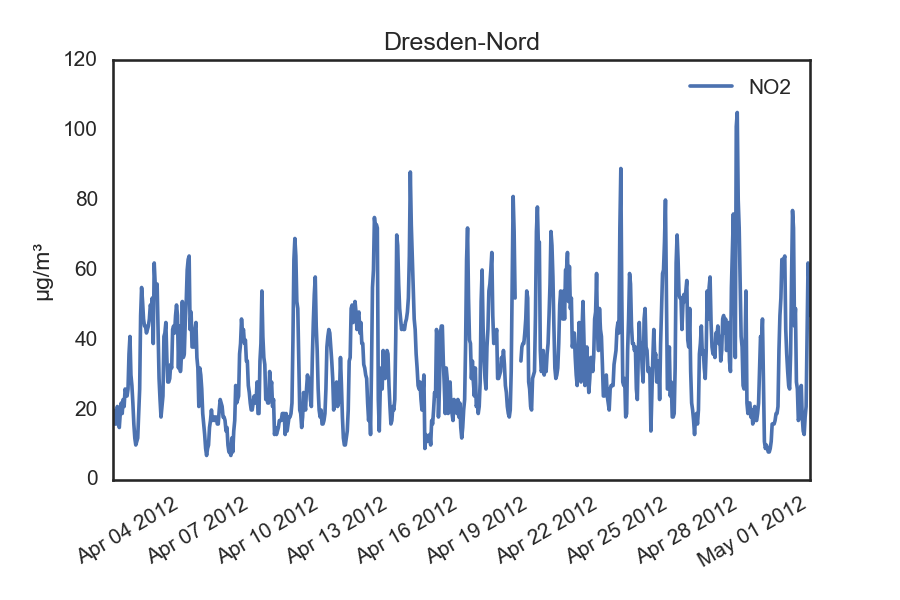 Dresden-Nord
NO2
µg/m³
120
100
80
60
40
20
0
Apr 04 2012
Apr 07 2012
Apr 10 2012
Apr 13 2012
Apr 16 2012
Apr 19 2012
Apr 22 2012
Apr 25 2012
Apr 28 2012
May 01 2012